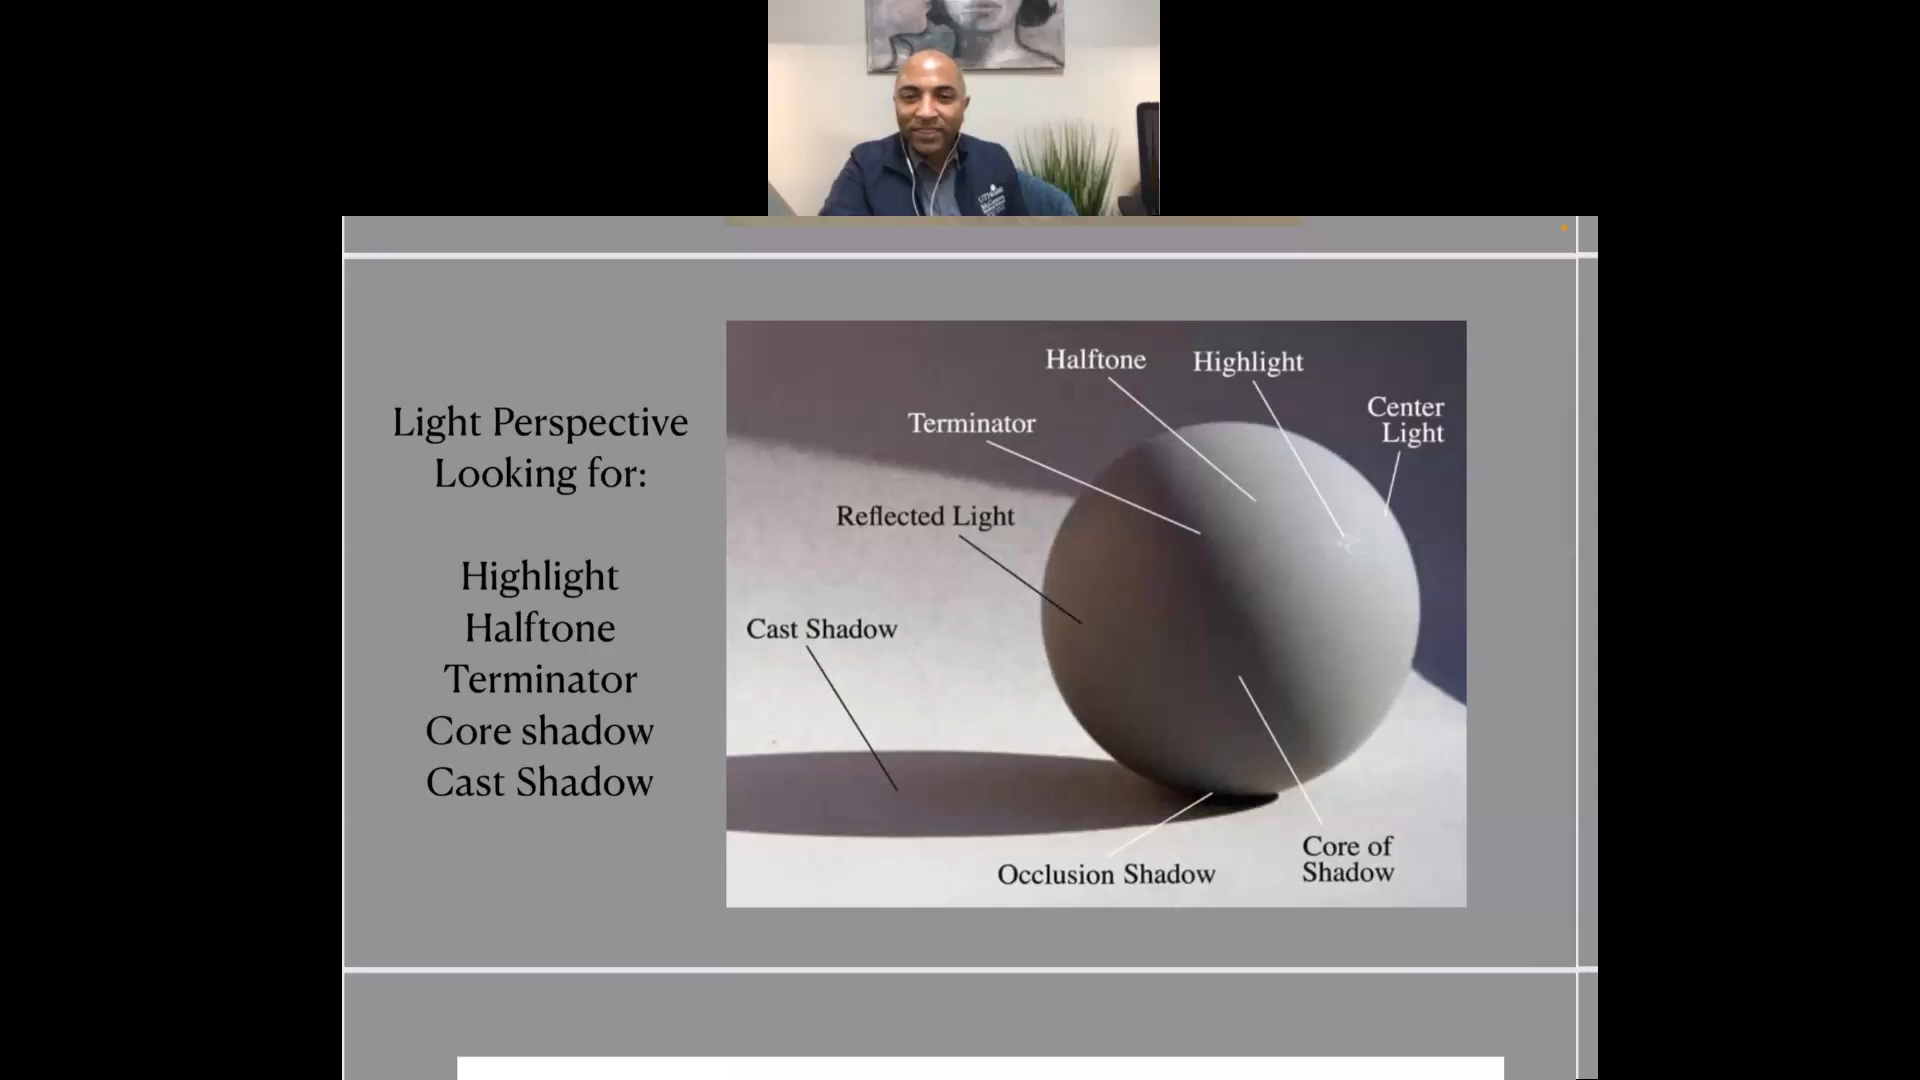 Light Perspective
Looking for:
Highlight
Halftone
Terminator
Core shadow
Cast Shadow
Halftone
Highlight
Center
Light
Terminator
Reflected Light
Cast Shadow
Core of
Shadow
Occlusion Shadow